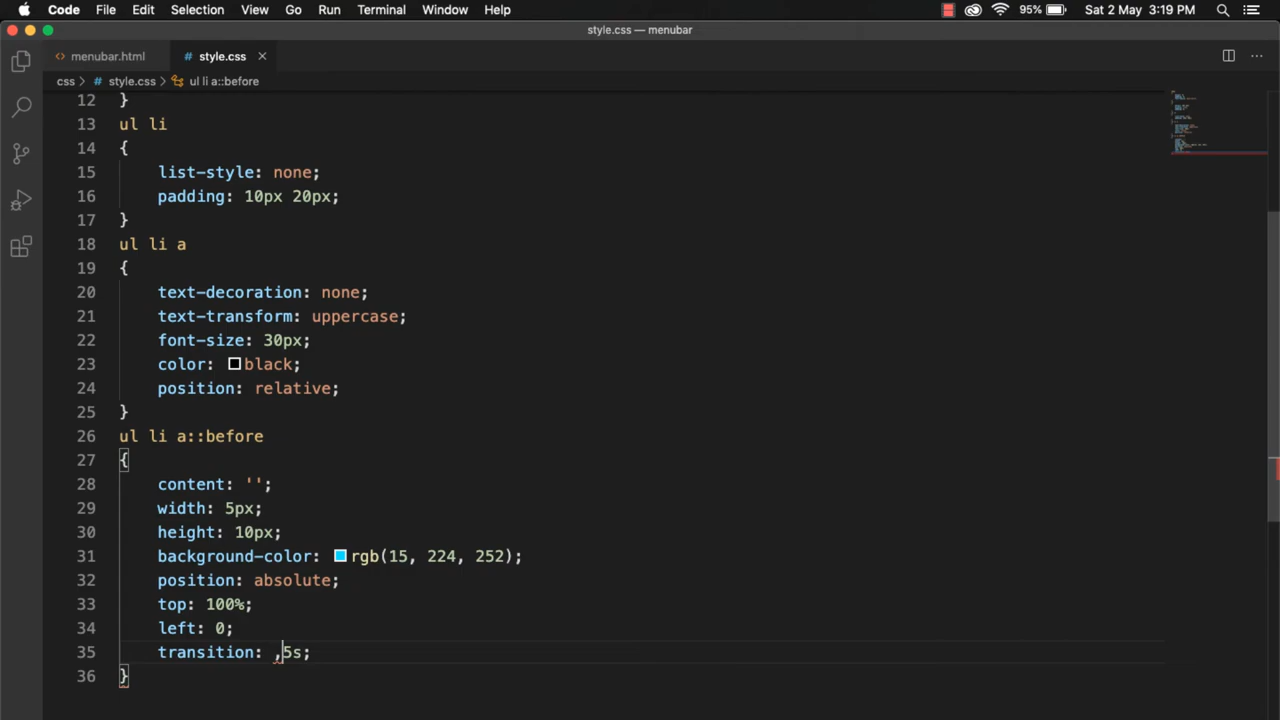 Code File Edit Selection View Go Run Terminal Window Help 95% Sat 2 May 3:19 PM
style.css — menubar
<> menubar.html # style.css ×
css > # style.css > ul li a::before
12 }
13 ul li
14 {
15 list-style: none;
16 padding: 10px 20px;
17 }
18 ul li a
19 {
20 text-decoration: none;
21 text-transform: uppercase;
22 font-size: 30px;
23 color: black;
24 position: relative;
25 }
26 ul li a::before
27 {
28 content: '';
29 width: 5px;
30 height: 10px;
31 background-color: rgb(15, 224, 252);
32 position: absolute;
33 top: 100%;
34 left: 0;
35 transition: ,5s;
36 }